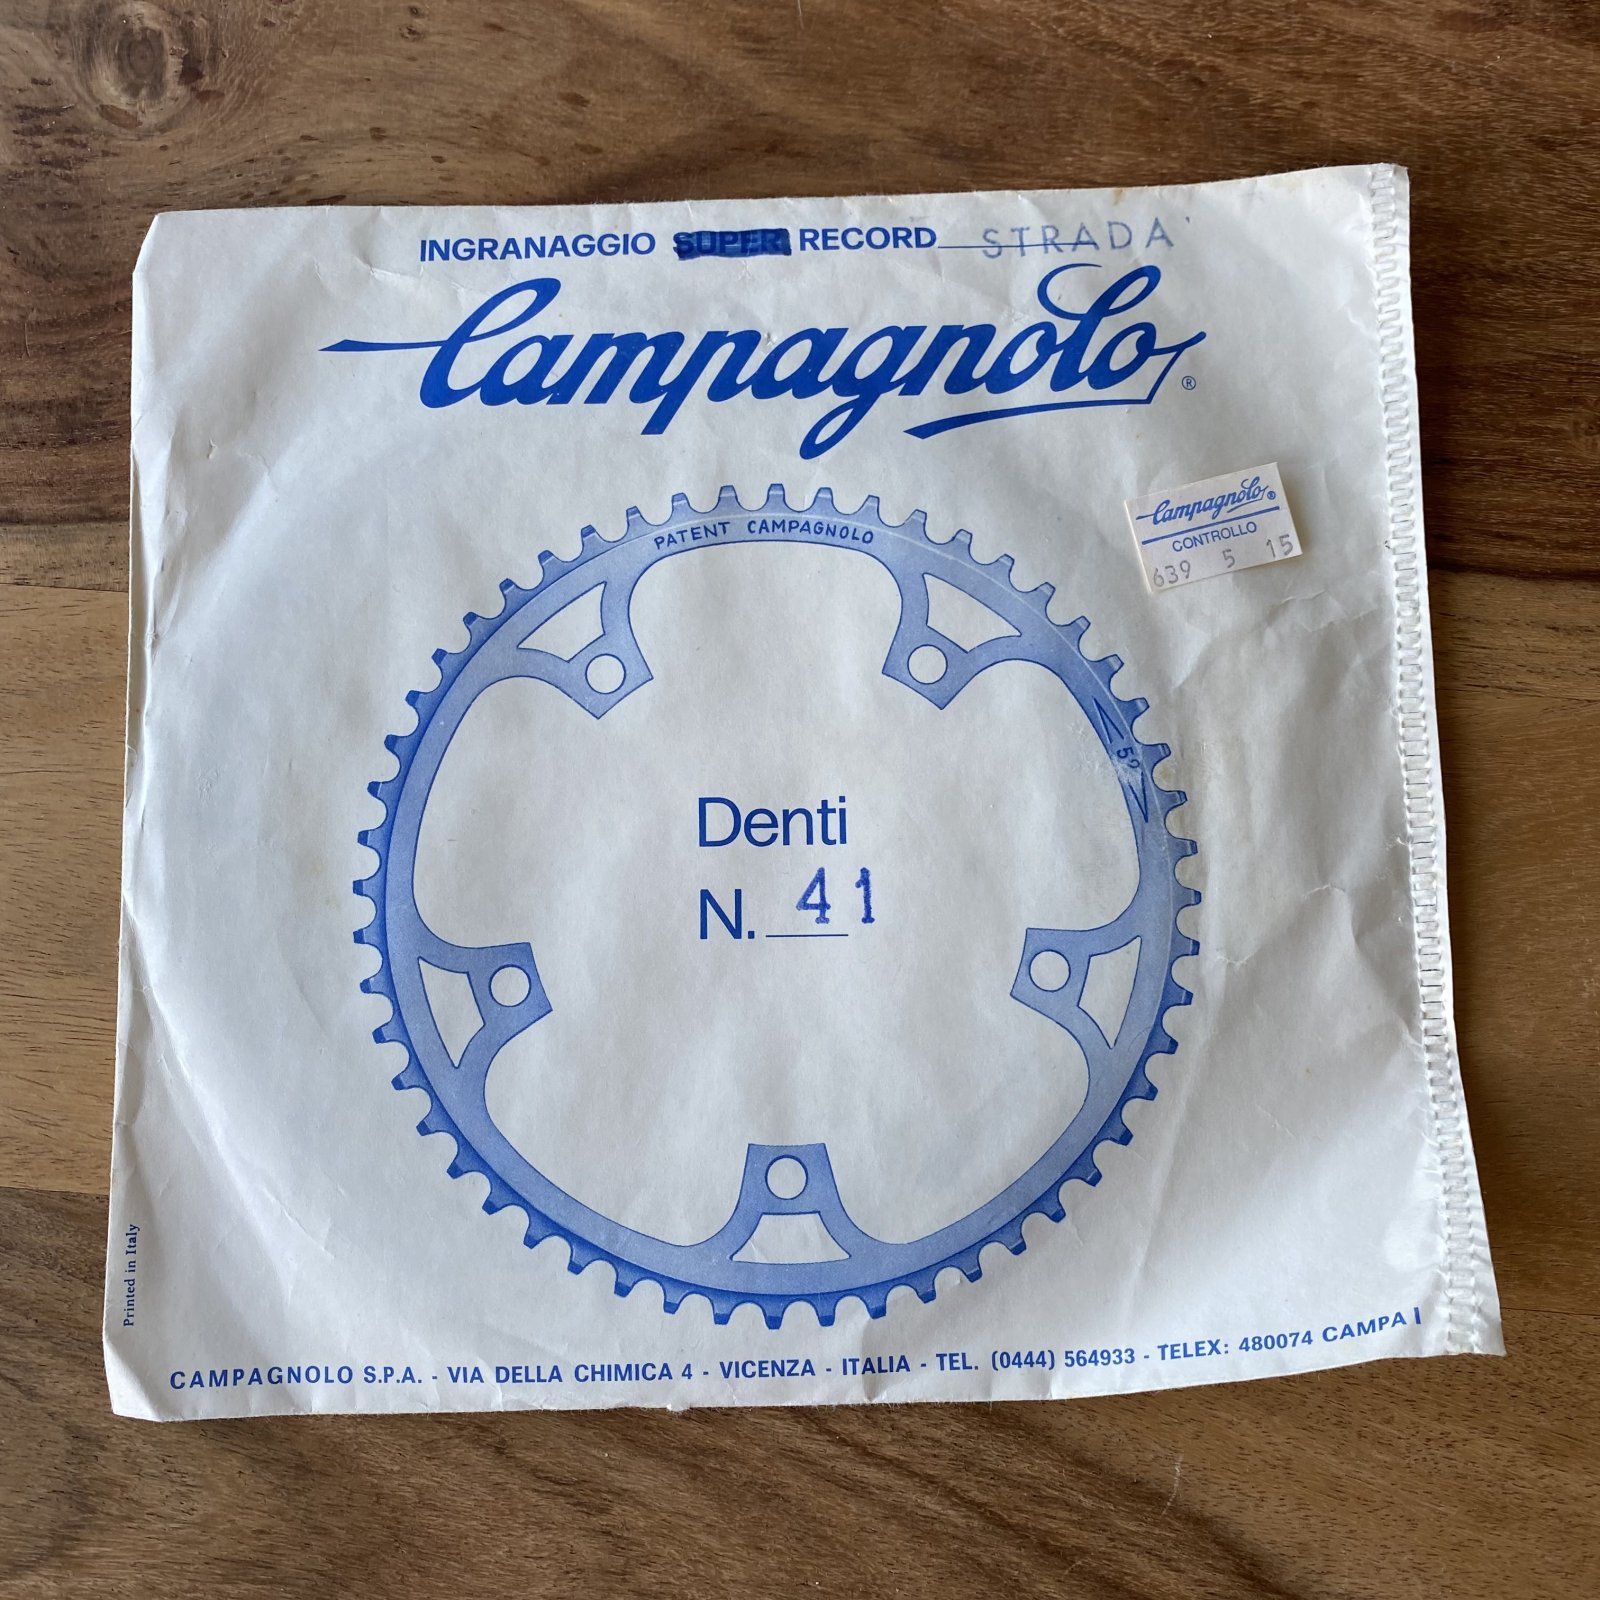 INGRANAGGIO SUPER RECORD STRADA
Campagnolo®
Campagnolo®
CONTROLLO
639 5 15
PATENT CAMPAGNOLO
Denti
N. 41
Printed in Italy
CAMPAGNOLO S.P.A. - VIA DELLA CHIMICA 4 - VICENZA - ITALIA - TEL. (0444) 564933 - TELEX: 480074 CAMPA I